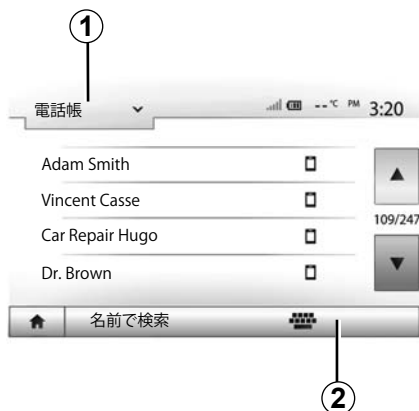 1
電話帳 --°C PM 3:20
Adam Smith
Vincent Casse
109/247
Car Repair Hugo
Dr. Brown
名前で検索
2